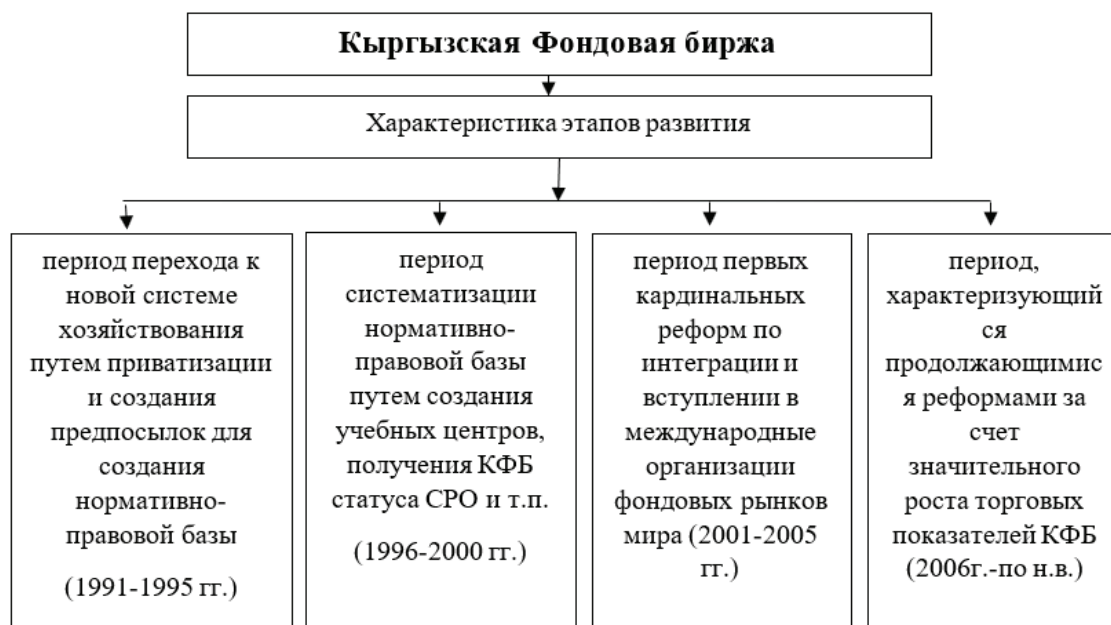 Кыргызская Фондовая биржа
Характеристика этапов развития
период перехода к
новой системе
хозяйствования
путем приватизации
и создания
предпосылок для
создания
нормативно-
правовой базы
(1991-1995 гг.)
период
систематизации
нормативно-
правовой базы
путем создания
учебных центров,
получения КФБ
статуса СРО и т.п.
(1996-2000 гг.)
период первых
кардинальных
реформ по
интеграции и
вступлении в
международные
организации
фондовых рынков
мира (2001-2005
гг.)
период,
характеризующий
ся
продолжающимис
я реформами за
счет
значительного
роста торговых
показателей КФБ
(2006г.-по н.в.)